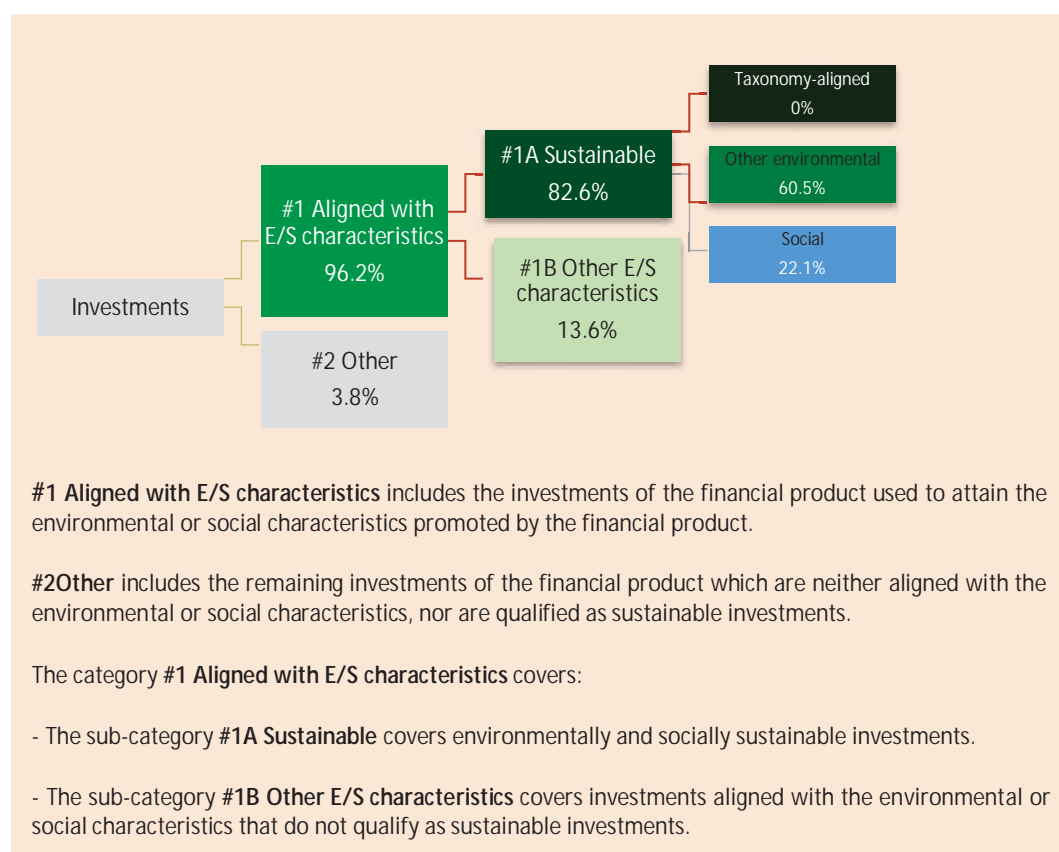 Taxonomy-aligned
0%
#1A Sustainable
82.6%
Other environmental
60.5%
#1 Aligned with
E/S characteristics
96.2%
Social
22.1%
#1B Other E/S
characteristics
13.6%
Investments
#2 Other
3.8%
#1 Aligned with E/S characteristics includes the investments of the financial product used to attain the
environmental or social characteristics promoted by the financial product.
#2Other includes the remaining investments of the financial product which are neither aligned with the
environmental or social characteristics, nor are qualified as sustainable investments.
The category #1 Aligned with E/S characteristics covers:
- The sub-category #1A Sustainable covers environmentally and socially sustainable investments.
- The sub-category #1B Other E/S characteristics covers investments aligned with the environmental or
social characteristics that do not qualify as sustainable investments.